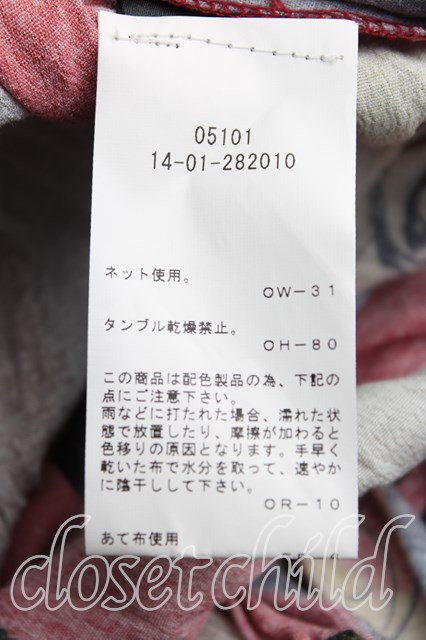 05101
14-01-282010
ネット使用。
OW-31
タンブル乾燥禁止。
OH-80
この商品は配色製品の為、下記の
点にご注意下さい。
雨などに打たれた場合、濡れた状
態で放置したり、摩擦が加わると
色移りの原因となります。手早く
乾いた布で水分を取って、速やか
に陰干しして下さい。
OR-10
あて布使用
closet child